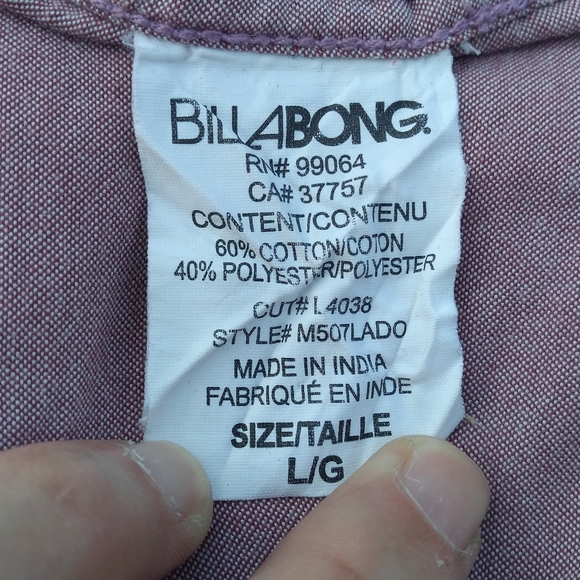 BILLABONG.
RN# 99064
CA# 37757
CONTENT/CONTENU
60% COTTON/COTON
40% POLYESTER/POLYESTER
CUT# L4038
STYLE# M507LADO
MADE IN INDIA
FABRIQUÉ EN INDE
SIZE/TAILLE
L/G